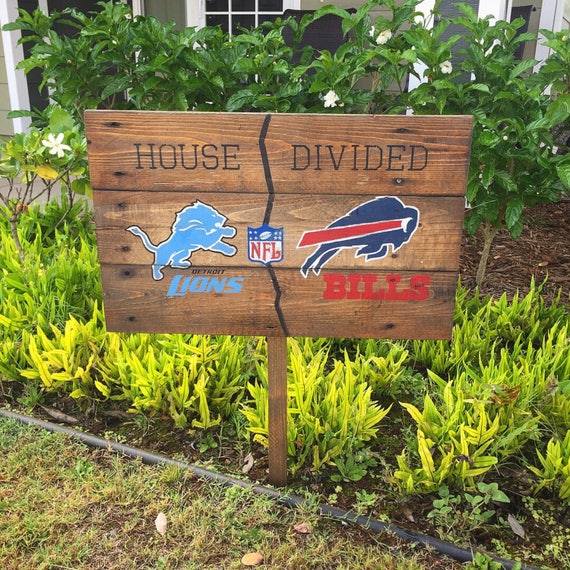 HOUSE DIVIDED
NFL
DETROIT
LIONS
BILLS